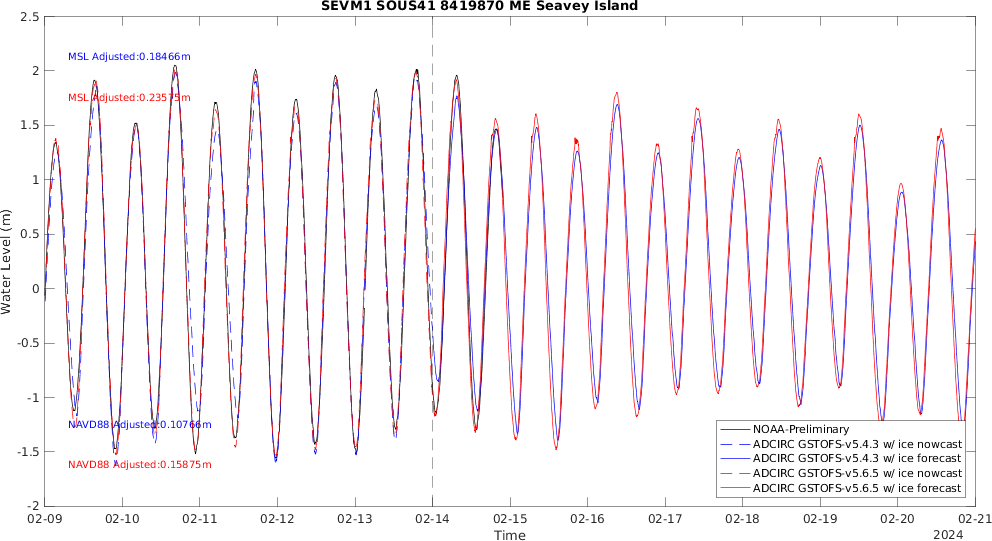 SEVM1 SOUS41 8419870 ME Seavey Island
2.5
2
1.5
1
0.5
0
-0.5
-1
-1.5
-2
Water Level (m)
MSL Adjusted:0.18466m
MSL Adjusted:0.23575m
NAVD88 Adjusted:0.10766m
NAVD88 Adjusted:0.15875m
NOAA-Preliminary
ADCIRC GSTOFS-v5.4.3 w/ ice nowcast
ADCIRC GSTOFS-v5.4.3 w/ ice forecast
ADCIRC GSTOFS-v5.6.5 w/ ice nowcast
ADCIRC GSTOFS-v5.6.5 w/ ice forecast
02-09 02-10 02-11 02-12 02-13 02-14 02-15 02-16 02-17 02-18 02-19 02-20 02-21
Time
2024